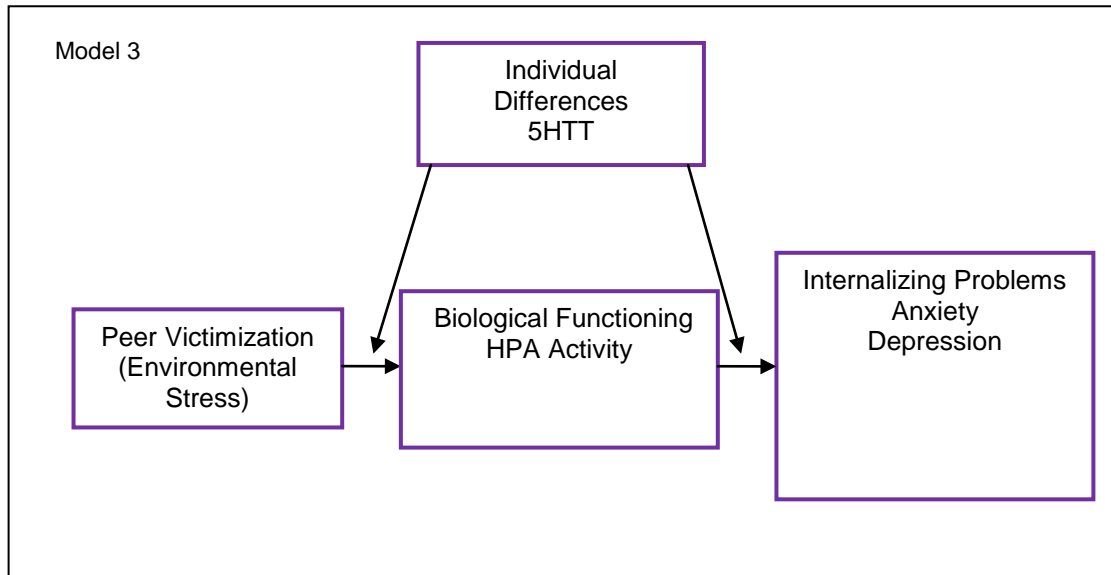 Model 3
Individual
Differences
5HTT
Peer Victimization
(Environmental
Stress)
Biological Functioning
HPA Activity
Internalizing Problems
Anxiety
Depression